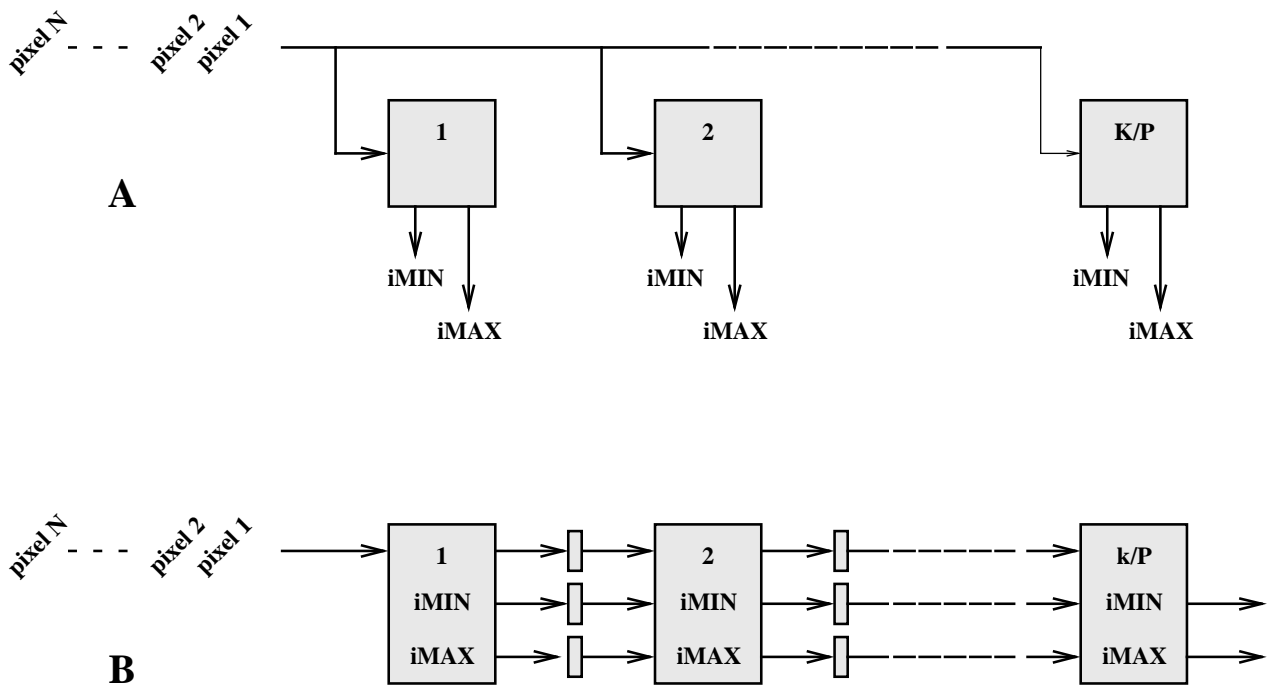 pixel N
pixel 2
pixel 1
1
2
K/P
A
iMIN
iMAX
iMIN
iMAX
iMIN
iMAX
pixel N
pixel 2
pixel 1
1
2
k/P
iMIN
iMIN
iMIN
iMAX
iMAX
iMAX
B